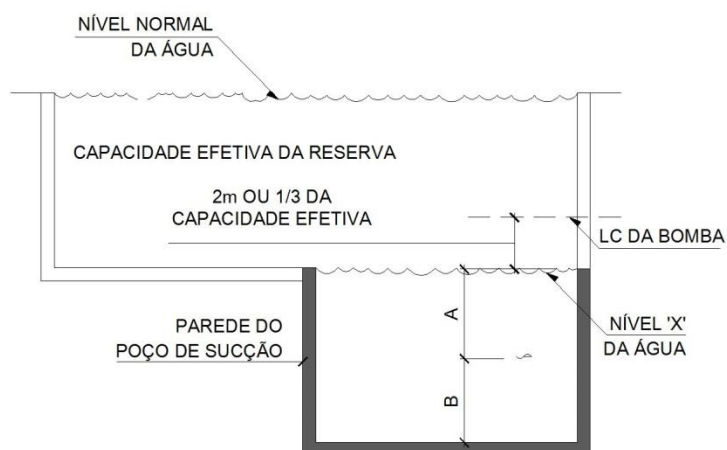 NÍVEL NORMAL
DA ÁGUA
CAPACIDADE EFETIVA DA RESERVA
2m OU 1/3 DA
CAPACIDADE EFETIVA
LC DA BOMBA
A
PAREDE DO
POÇO DE SUCÇÃO
NÍVEL 'X'
DA ÁGUA
B